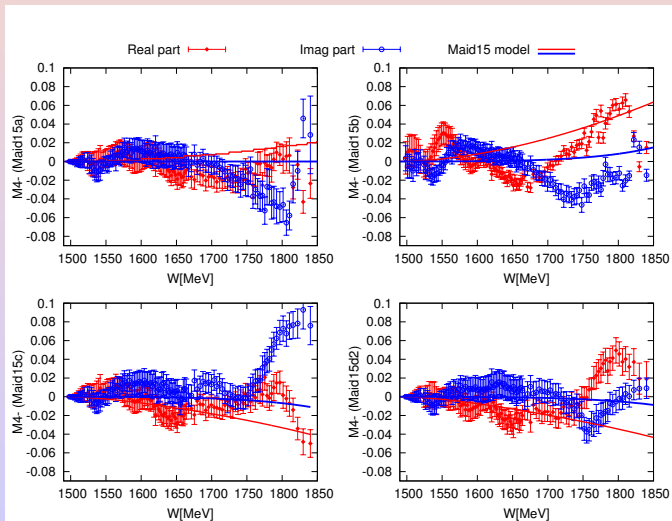 Real part Imag part Maid15 model
0.1 0.08 0.06 0.04 0.02 0 -0.02 -0.04 -0.06 -0.08
M4- (Maid15a)
1500 1550 1600 1650 1700 1750 1800 1850
W[MeV]
0.1 0.08 0.06 0.04 0.02 0 -0.02 -0.04 -0.06 -0.08
M4- (Maid15b)
1500 1550 1600 1650 1700 1750 1800 1850
W[MeV]
0.1 0.08 0.06 0.04 0.02 0 -0.02 -0.04 -0.06 -0.08
M4- (Maid15c)
1500 1550 1600 1650 1700 1750 1800 1850
W[MeV]
0.1 0.08 0.06 0.04 0.02 0 -0.02 -0.04 -0.06 -0.08
M4- (Maid15d2)
1500 1550 1600 1650 1700 1750 1800 1850
W[MeV]